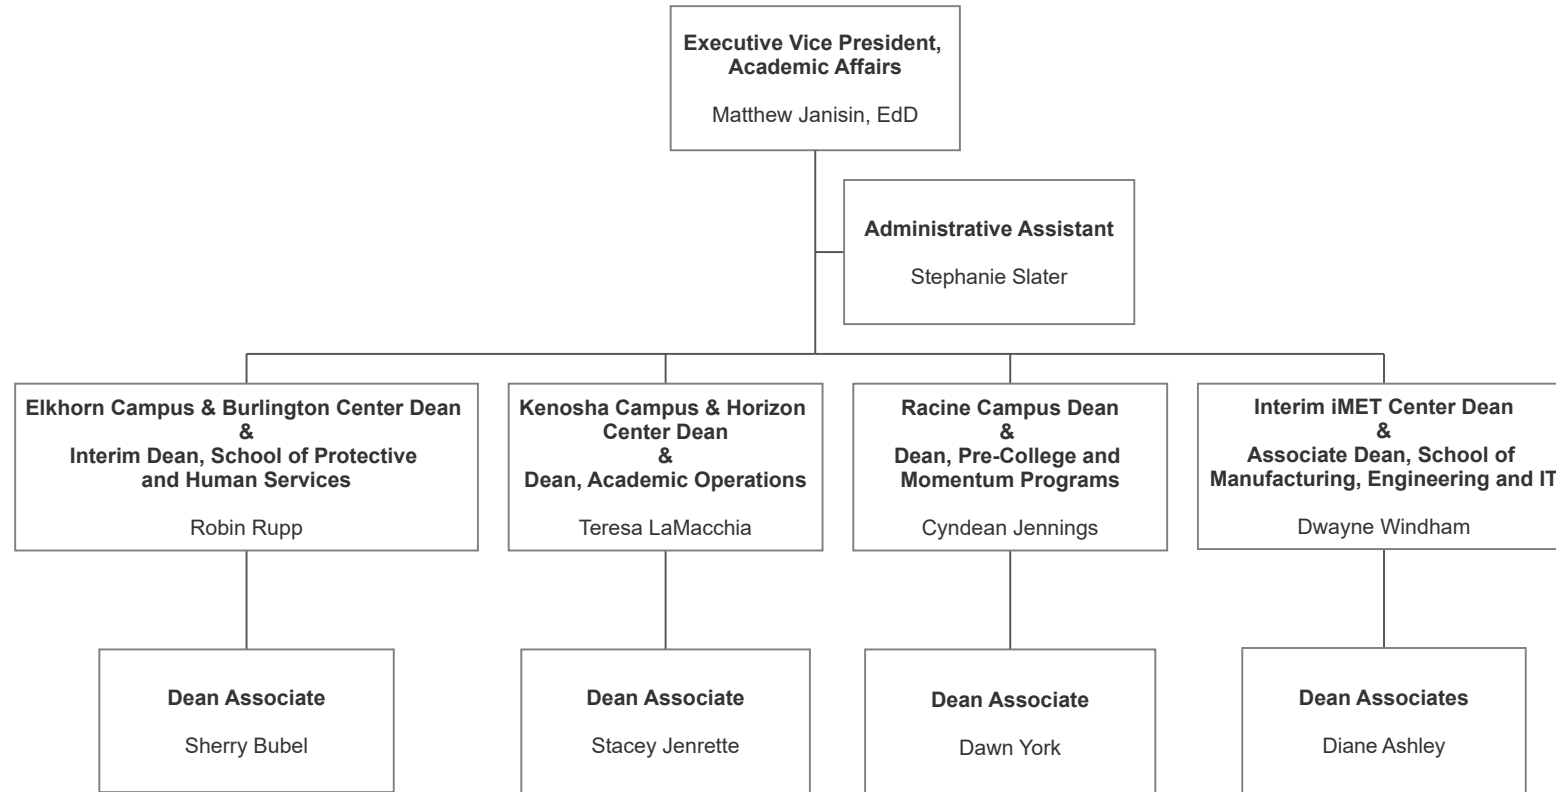 Executive Vice President,
Academic Affairs
Matthew Janisin, EdD
Administrative Assistant
Stephanie Slater
Elkhorn Campus & Burlington Center Dean
&
Interim Dean, School of Protective
and Human Services
Robin Rupp
Kenosha Campus & Horizon
Center Dean
&
Dean, Academic Operations
Teresa LaMacchia
Racine Campus Dean
&
Dean, Pre-College and
Momentum Programs
Cyndean Jennings
Interim iMET Center Dean
&
Associate Dean, School of
Manufacturing, Engineering and IT
Dwayne Windham
Dean Associate
Sherry Bubel
Dean Associate
Stacey Jenrette
Dean Associate
Dawn York
Dean Associates
Diane Ashley